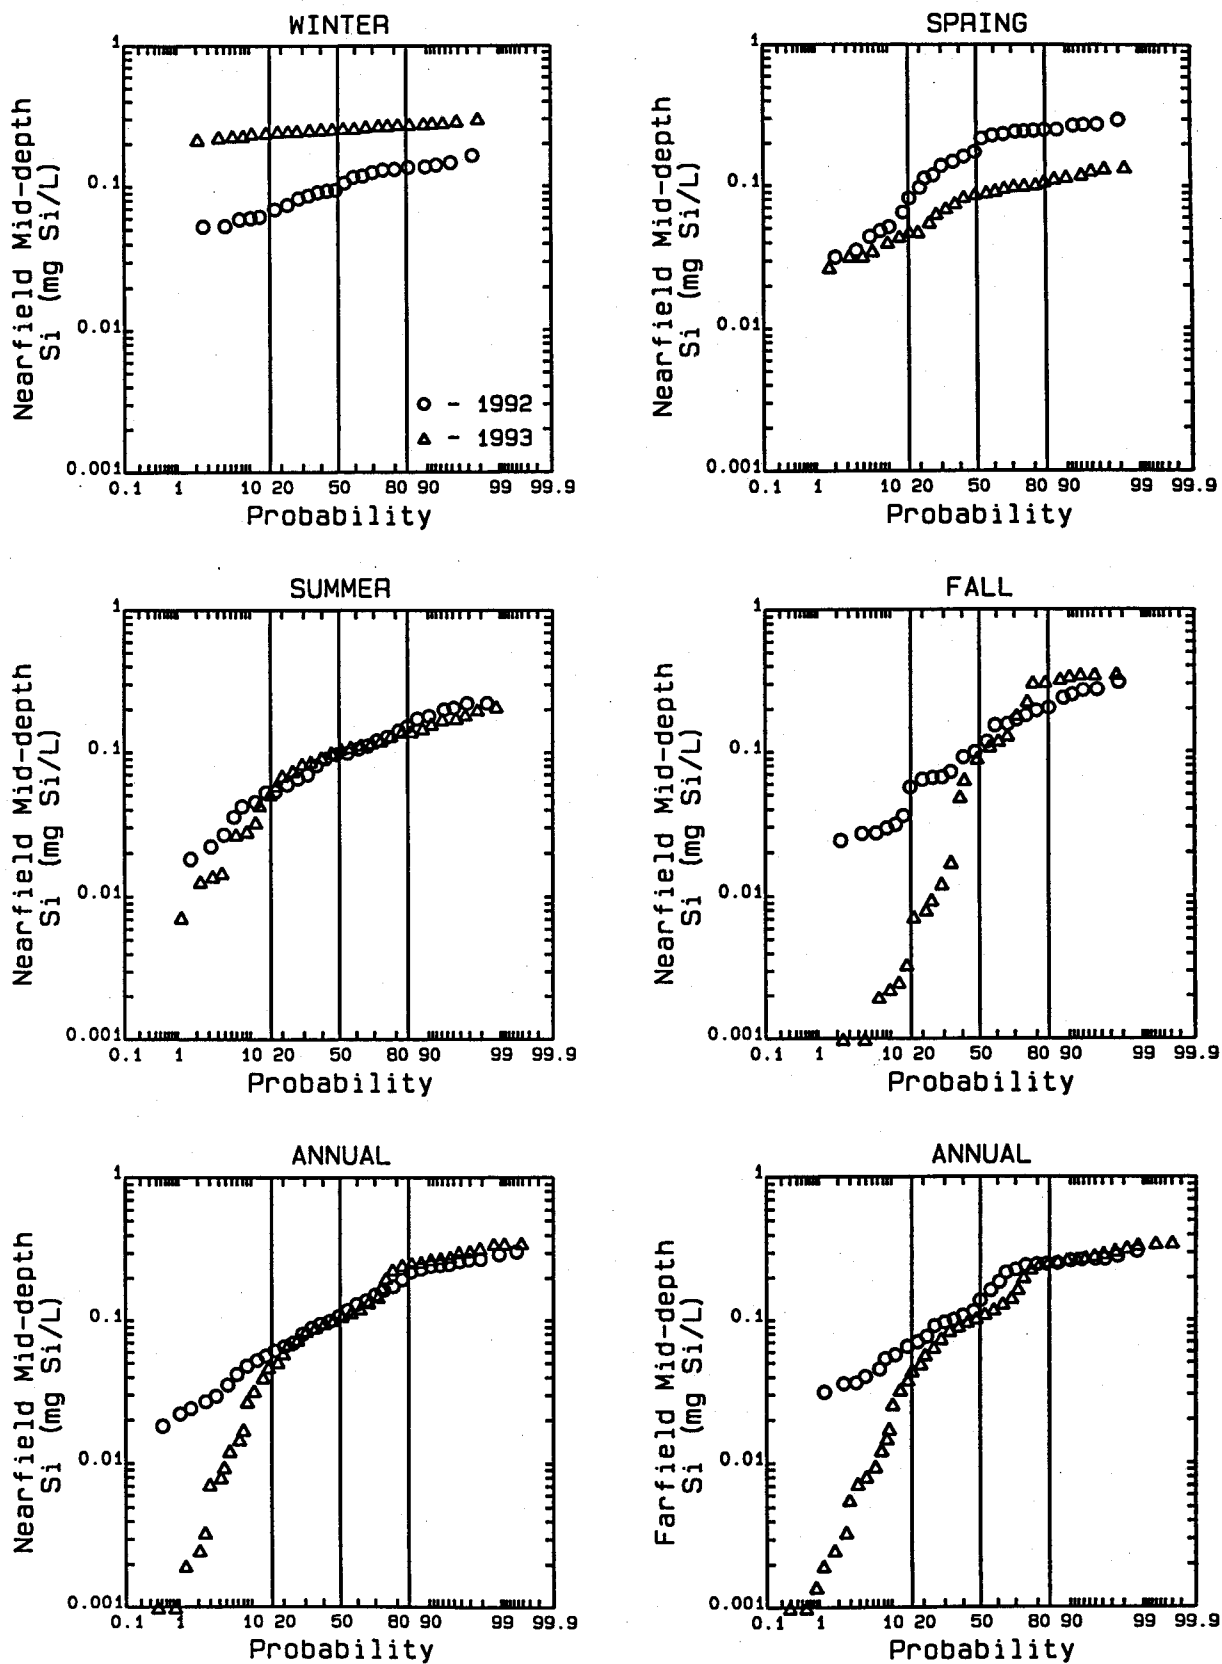 WINTER
Nearfield Mid-depth
Si (mg Si/L)
1
0.1
0.01
0.001
○ - 1992
△ - 1993
0.1 1 10 20 50 80 90 99 99.9
Probability
SPRING
Nearfield Mid-depth
Si (mg Si/L)
1
0.1
0.01
0.001
0.1 1 10 20 50 80 90 99 99.9
Probability
SUMMER
Nearfield Mid-depth
Si (mg Si/L)
1
0.1
0.01
0.001
0.1 1 10 20 50 80 90 99 99.9
Probability
FALL
Nearfield Mid-depth
Si (mg Si/L)
1
0.1
0.01
0.001
0.1 1 10 20 50 80 90 99 99.9
Probability
ANNUAL
Nearfield Mid-depth
Si (mg Si/L)
1
0.1
0.01
0.001
0.1 1 10 20 50 80 90 99 99.9
Probability
ANNUAL
Farfield Mid-depth
Si (mg Si/L)
1
0.1
0.01
0.001
0.1 1 10 20 50 80 90 99 99.9
Probability